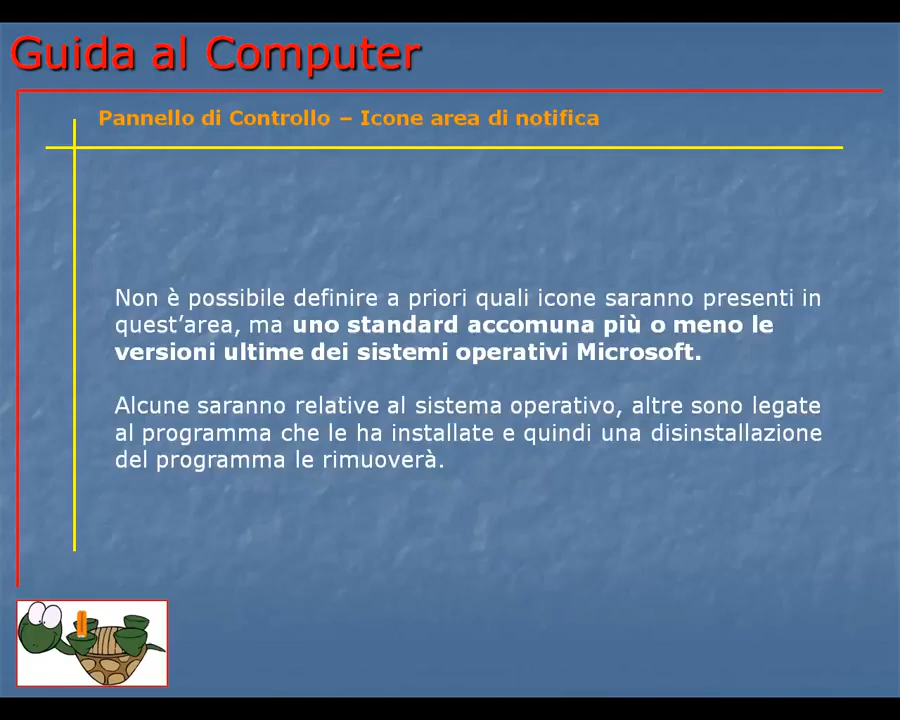 Guida al Computer
Pannello di Controllo – Icone area di notifica
Non è possibile definire a priori quali icone saranno presenti in
quest’area, ma uno standard accomuna più o meno le
versioni ultime dei sistemi operativi Microsoft.
Alcune saranno relative al sistema operativo, altre sono legate
al programma che le ha installate e quindi una disinstallazione
del programma le rimuoverà.